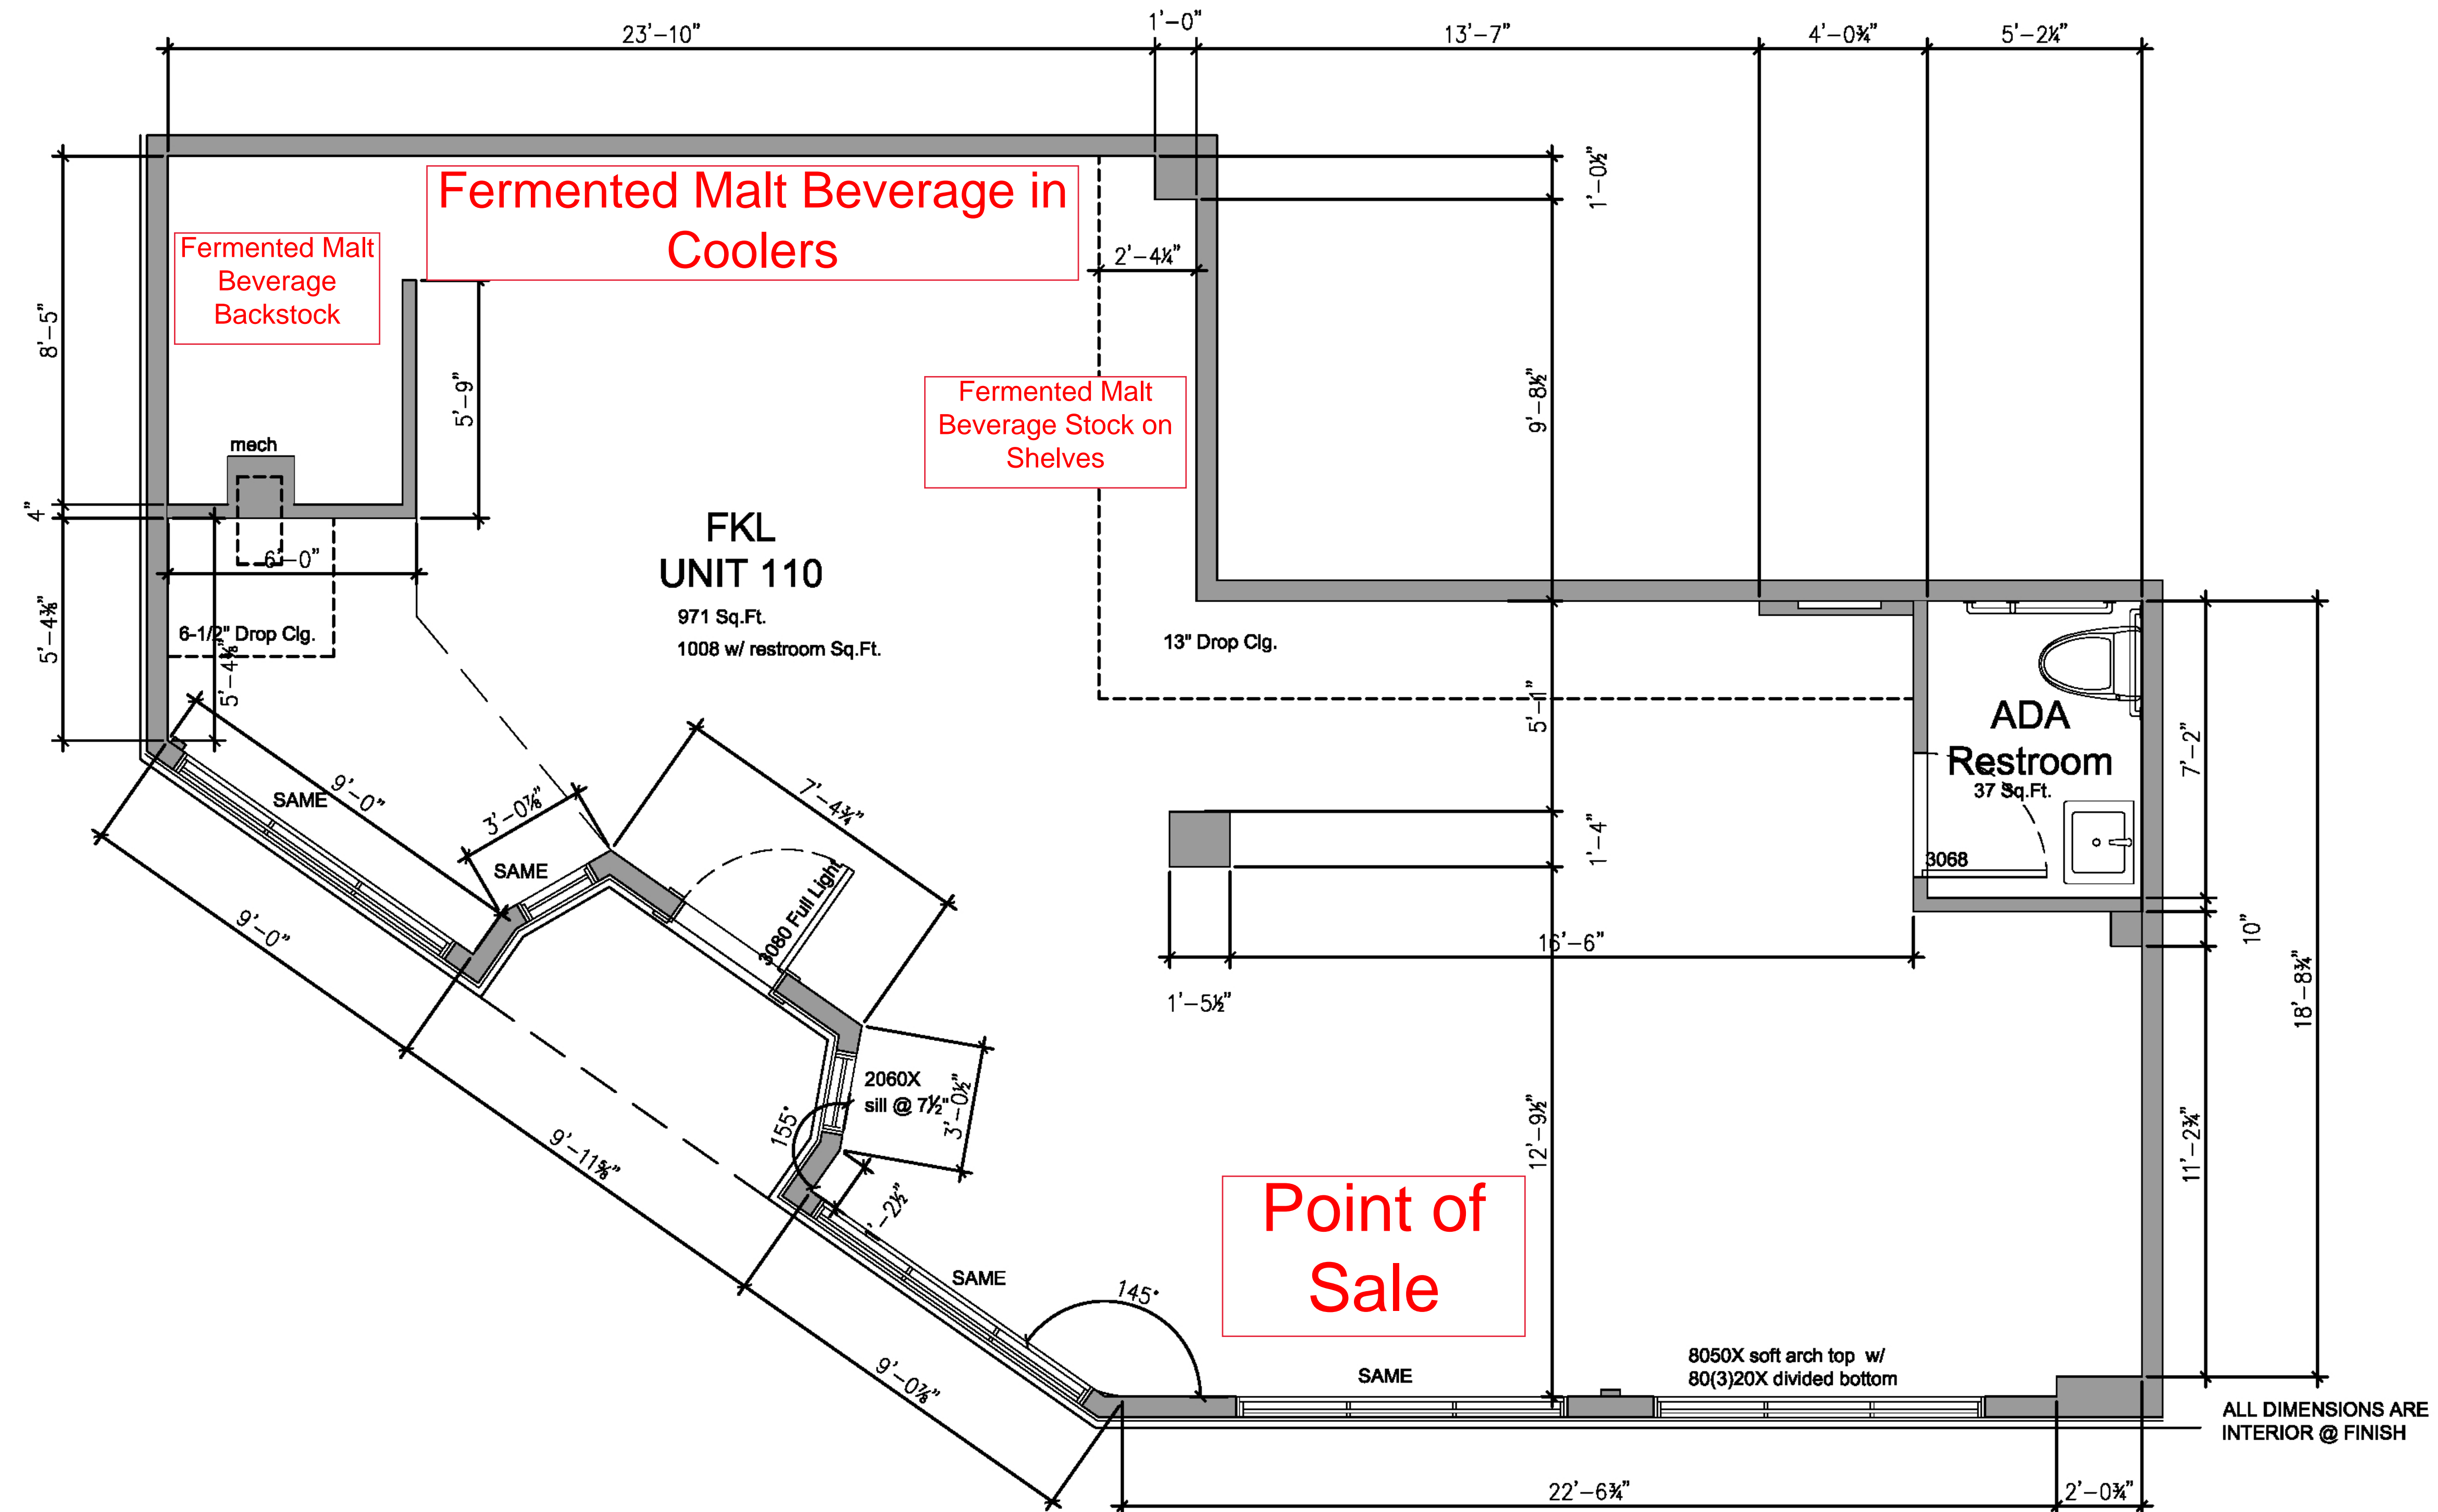 23'-10"
1'-0"
13'-7"
4'-0¾"
5'-2¼"
Fermented Malt Beverage in
Coolers
1'-0½"
Fermented Malt
Beverage
Backstock
2'-4¼"
8'-5"
5'-9"
Fermented Malt
Beverage Stock on
Shelves
9'-8½"
mech
4"
FKL
UNIT 110
6'-0"
971 Sq.Ft.
1008 w/ restroom Sq.Ft.
5'-4⅜"
6-1/2" Drop Clg.
5'-4⅜"
13" Drop Clg.
5'-1"
ADA
Restroom
37 Sq.Ft.
7'-2"
SAME
9'-0"
3'-0⅞"
7'-4¾"
SAME
3080 Full Light
1'-4"
3068
9'-0"
16'-6"
10"
1'-5½"
18'-8¾"
2060X
sill @ 7½"
3'-0½"
155°
9'-11⅝"
12'-9½"
11'-2¾"
Point of
Sale
SAME
145°
9'-0⅞"
SAME
8050X soft arch top w/
80(3)20X divided bottom
ALL DIMENSIONS ARE
INTERIOR @ FINISH
22'-6¾"
2'-0¾"